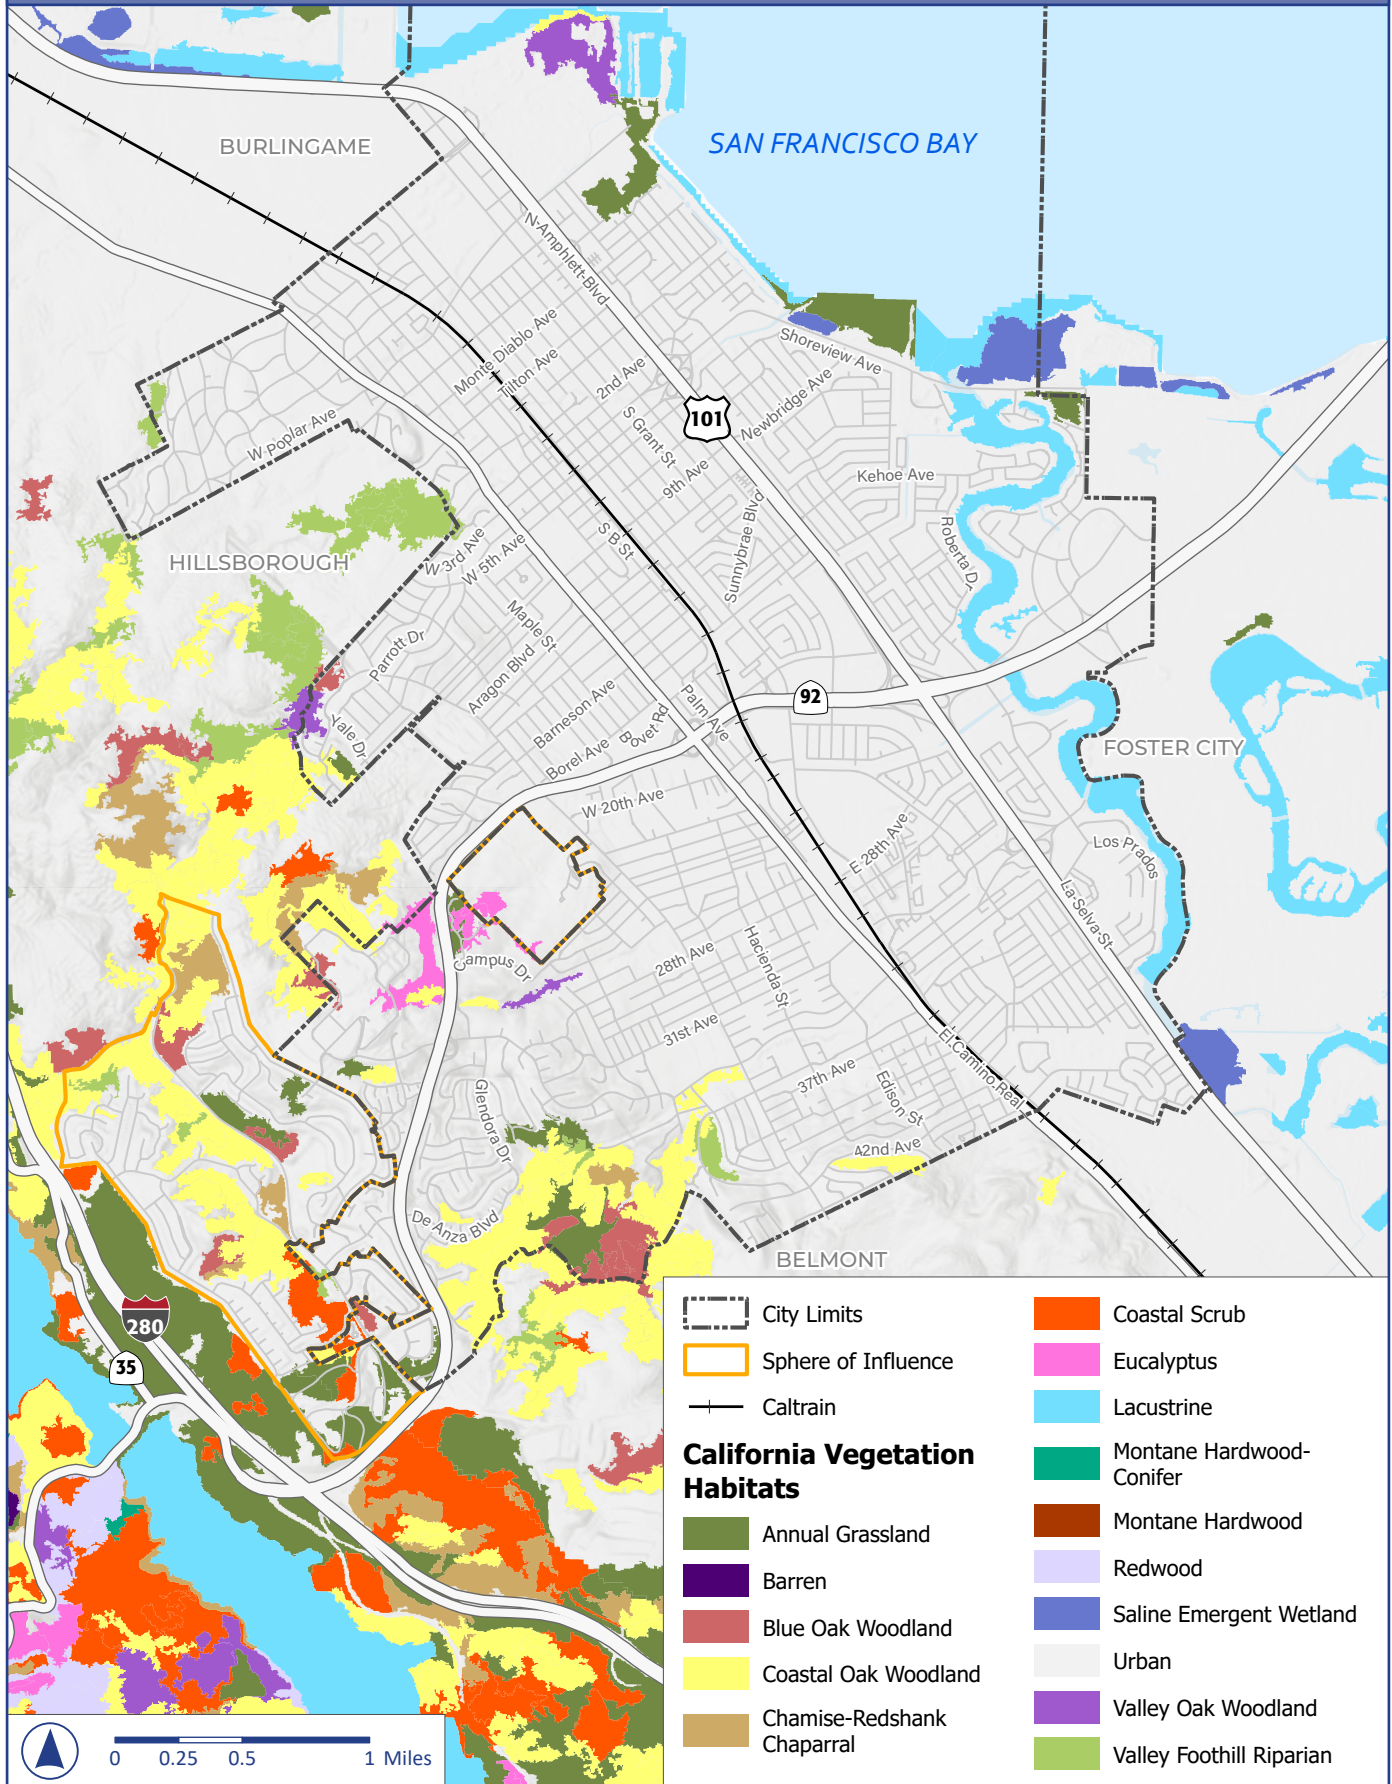 BURLINGAME
SAN FRANCISCO BAY
N Amphlett Blvd
Monte Diablo Ave
Tilton Ave
2nd Ave
Shoreview Ave
Newbridge Ave
S Grant St
101
W Poplar Ave
9th Ave
Kehoe Ave
Sunnybrae Blvd
Roberta Dr
S B St
HILLSBOROUGH
W 3rd Ave
W 5th Ave
Maple St
Parrott Dr
Aragon Blvd
Barneson Ave
Palm Ave
92
Yale Dr
Bovet Rd
Borel Ave
FOSTER CITY
W 20th Ave
E 28th Ave
Los Prados
La Selva St
Campus Dr
28th Ave
Hacienda St
31st Ave
El Camino Real
37th Ave
Edison St
Glendora Dr
42nd Ave
De Anza Blvd
BELMONT
280
35
City Limits
Sphere of Influence
Caltrain
California Vegetation
Habitats
Annual Grassland
Barren
Blue Oak Woodland
Coastal Oak Woodland
Chamise-Redshank
Chaparral
Coastal Scrub
Eucalyptus
Lacustrine
Montane Hardwood-
Conifer
Montane Hardwood
Redwood
Saline Emergent Wetland
Urban
Valley Oak Woodland
Valley Foothill Riparian
0 0.25 0.5 1 Miles